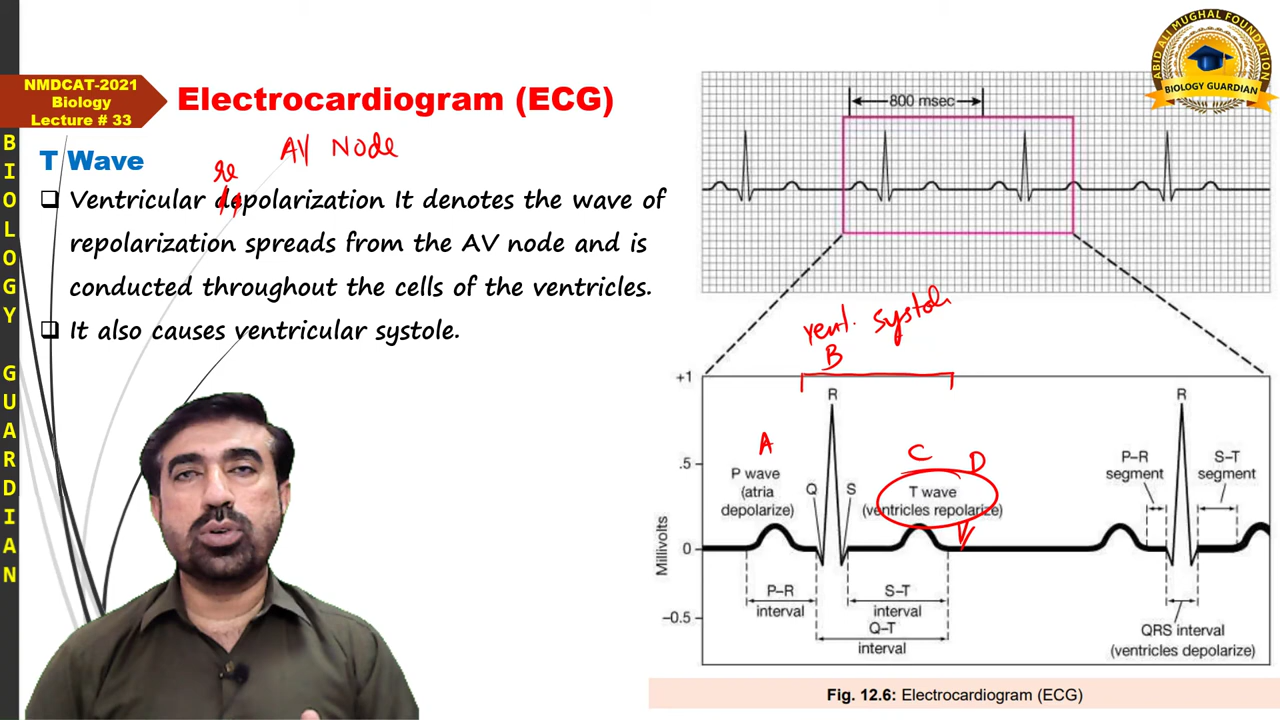 NMDCAT-2021
Biology
Lecture # 33
Electrocardiogram (ECG)
ABID ALI MUGHAL FOUNDATION
BIOLOGY GUARDIAN
BIOLOGY GUARDIAN
T Wave
AV Node
re
Ventricular depolarization It denotes the wave of
repolarization spreads from the AV node and is
conducted throughout the cells of the ventricles.
It also causes ventricular systole.
800 msec
vent. systole
B
+1
R
R
A
C
D
.5
P wave
(atria
depolarize)
Q
S
T wave
(ventricles repolarize)
P–R
segment
S–T
segment
Millivolts
0
P–R
interval
S–T
interval
Q–T
interval
–0.5
QRS interval
(ventricles depolarize)
Fig. 12.6: Electrocardiogram (ECG)